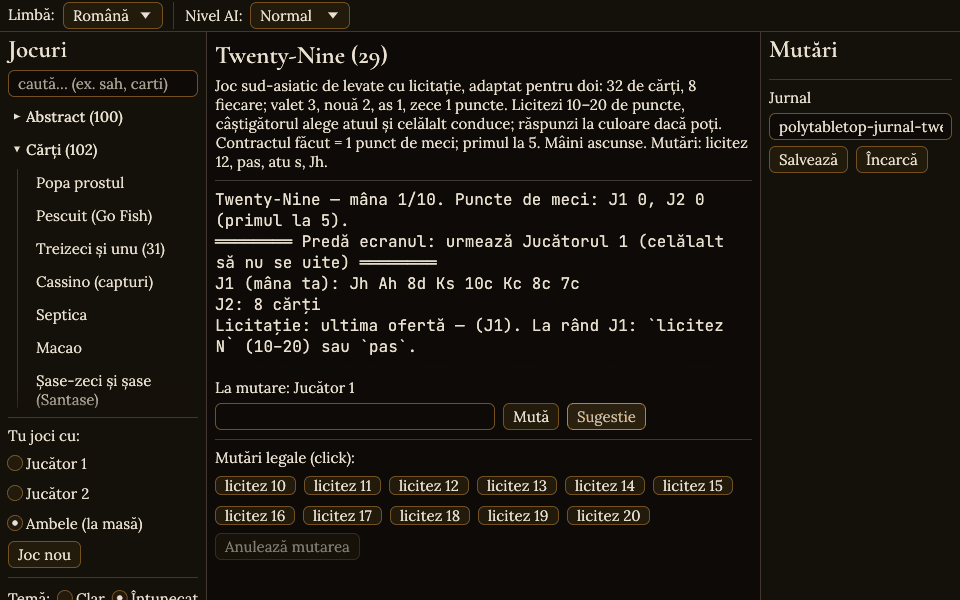 Limbă: Română ▼ Nivel AI: Normal ▼
Jocuri
caută... (ex. sah, carti)
▸ Abstract (100)
▾ Cărți (102)
Popa prostul
Pescuit (Go Fish)
Treizeci și unu (31)
Cassino (capturi)
Septica
Macao
Șase-zeci și șase
(Santase)
Tu joci cu:
Jucător 1
Jucător 2
Ambele (la masă)
Joc nou
Temă: Clar Întunecat
Twenty-Nine (29)
Joc sud-asiatic de levate cu licitație, adaptat pentru doi: 32 de cărți, 8
fiecare; valet 3, nouă 2, as 1, zece 1 puncte. Licitezi 10–20 de puncte,
câștigătorul alege atuul și celălalt conduce; răspunzi la culoare dacă poți.
Contractul făcut = 1 punct de meci; primul la 5. Mâini ascunse. Mutări: licitez
12, pas, atu s, Jh.
Twenty-Nine — mâna 1/10. Puncte de meci: J1 0, J2 0
(primul la 5).
════════ Predă ecranul: urmează Jucătorul 1 (celălalt
să nu se uite) ════════
J1 (mâna ta): Jh Ah 8d Ks 10c Kc 8c 7c
J2: 8 cărți
Licitație: ultima ofertă — (J1). La rând J1: `licitez
N` (10–20) sau `pas`.
La mutare: Jucător 1
Mută Sugestie
Mutări legale (click):
licitez 10 licitez 11 licitez 12 licitez 13 licitez 14 licitez 15
licitez 16 licitez 17 licitez 18 licitez 19 licitez 20
Anulează mutarea
Mutări
Jurnal
polytabletop-jurnal-twe
Salvează Încarcă